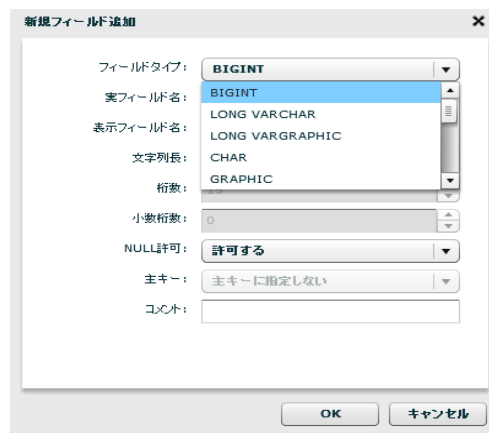 新規フィールド追加
フィールドタイプ: BIGINT
BIGINT
実フィールド名:
LONG VARCHAR
表示フィールド名:
LONG VARGRAPHIC
文字列長:
CHAR
GRAPHIC
桁数: 19
小数桁数: 0
NULL許可: 許可する
主キー: 主キーに指定しない
コメント:
OK キャンセル